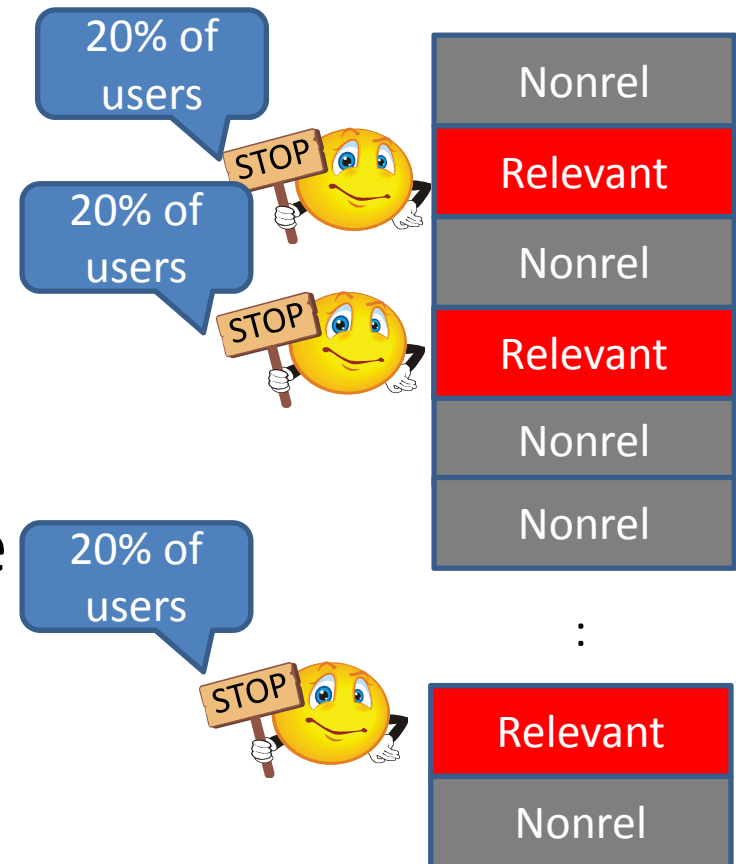 20% of
users
Nonrel
STOP
Relevant
20% of
users
Nonrel
STOP
Relevant
Nonrel
Nonrel
e
20% of
users
:
STOP
Relevant
Nonrel